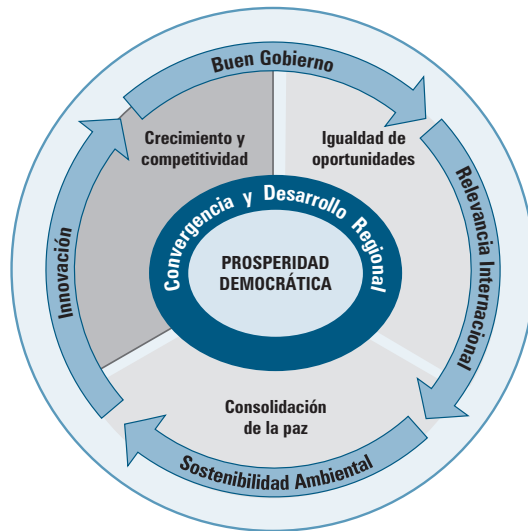 Buen Gobierno
Crecimiento y
competitividad
Igualdad de
oportunidades
Relevancia Internacional
Convergencia y Desarrollo Regional
PROSPERIDAD
DEMOCRÁTICA
Innovación
Consolidación
de la paz
Sostenibilidad Ambiental